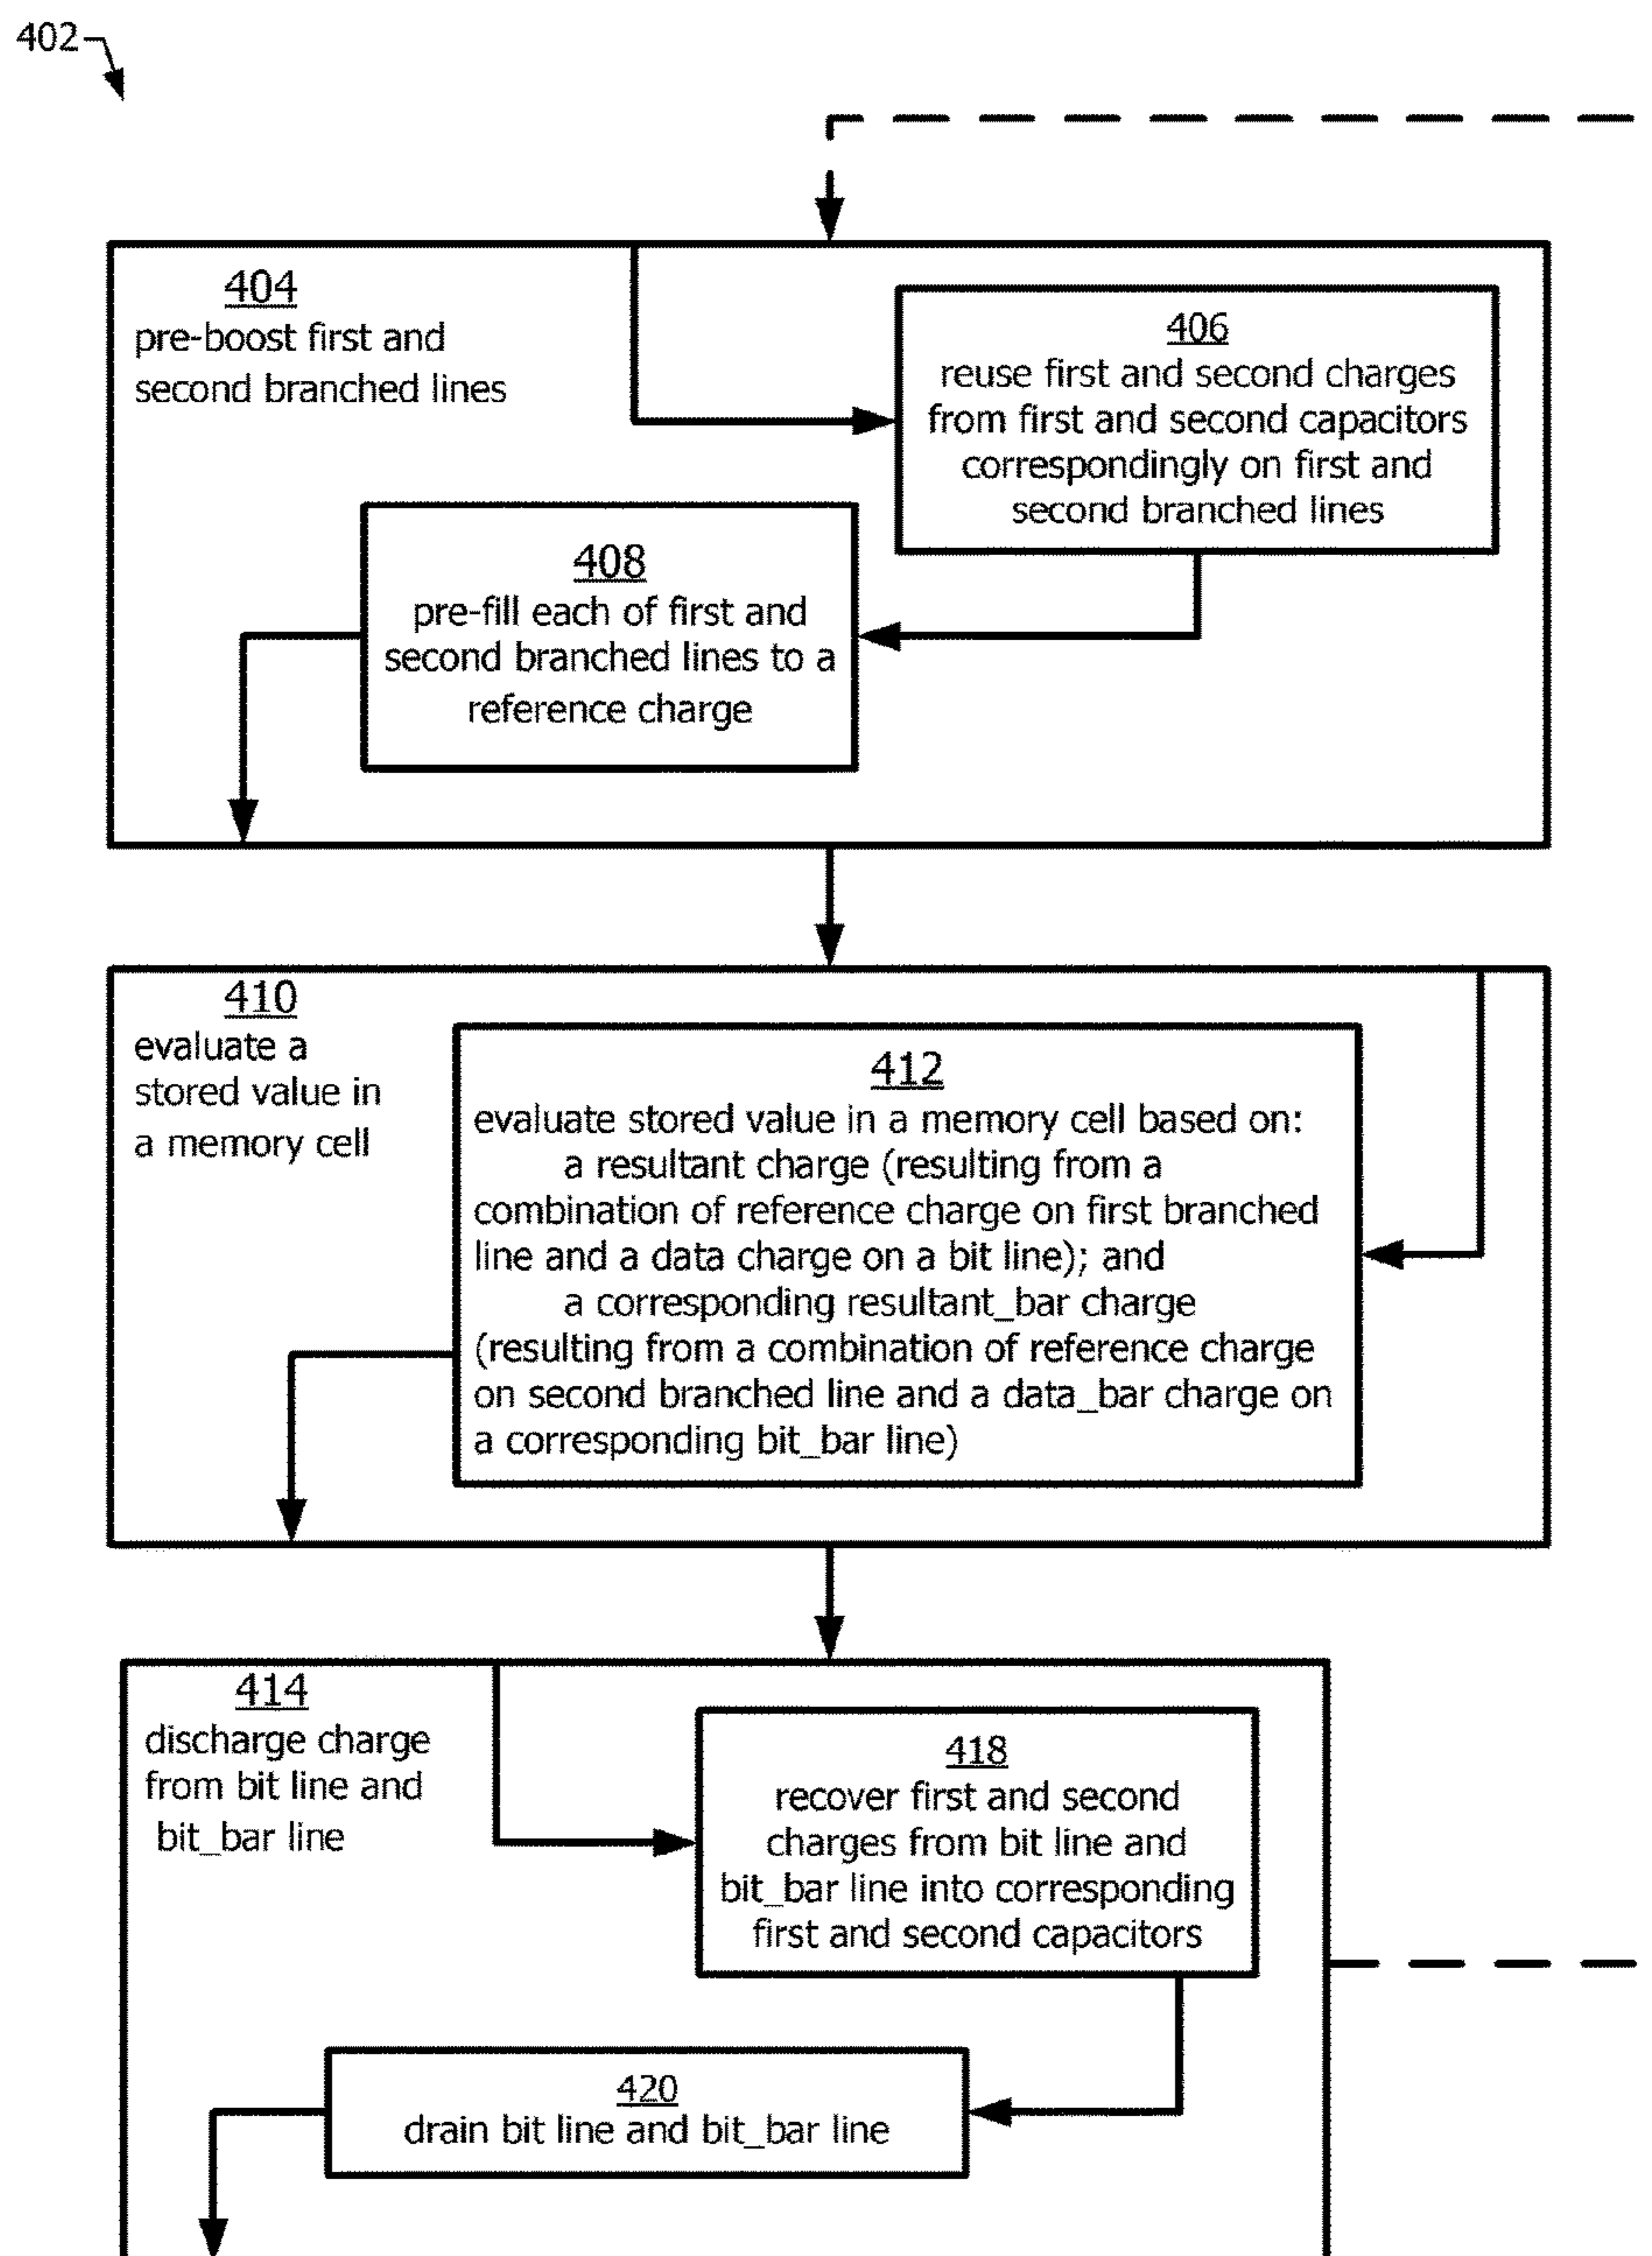 402
404
pre-boost first and
second branched lines
406
reuse first and second charges
from first and second capacitors
correspondingly on first and
second branched lines
408
pre-fill each of first and
second branched lines to a
reference charge
410
evaluate a
stored value in
a memory cell
412
evaluate stored value in a memory cell based on:
a resultant charge (resulting from a
combination of reference charge on first branched
line and a data charge on a bit line); and
a corresponding resultant_bar charge
(resulting from a combination of reference charge
on second branched line and a data_bar charge on
a corresponding bit_bar line)
414
discharge charge
from bit line and
bit_bar line
418
recover first and second
charges from bit line and
bit_bar line into corresponding
first and second capacitors
420
drain bit line and bit_bar line